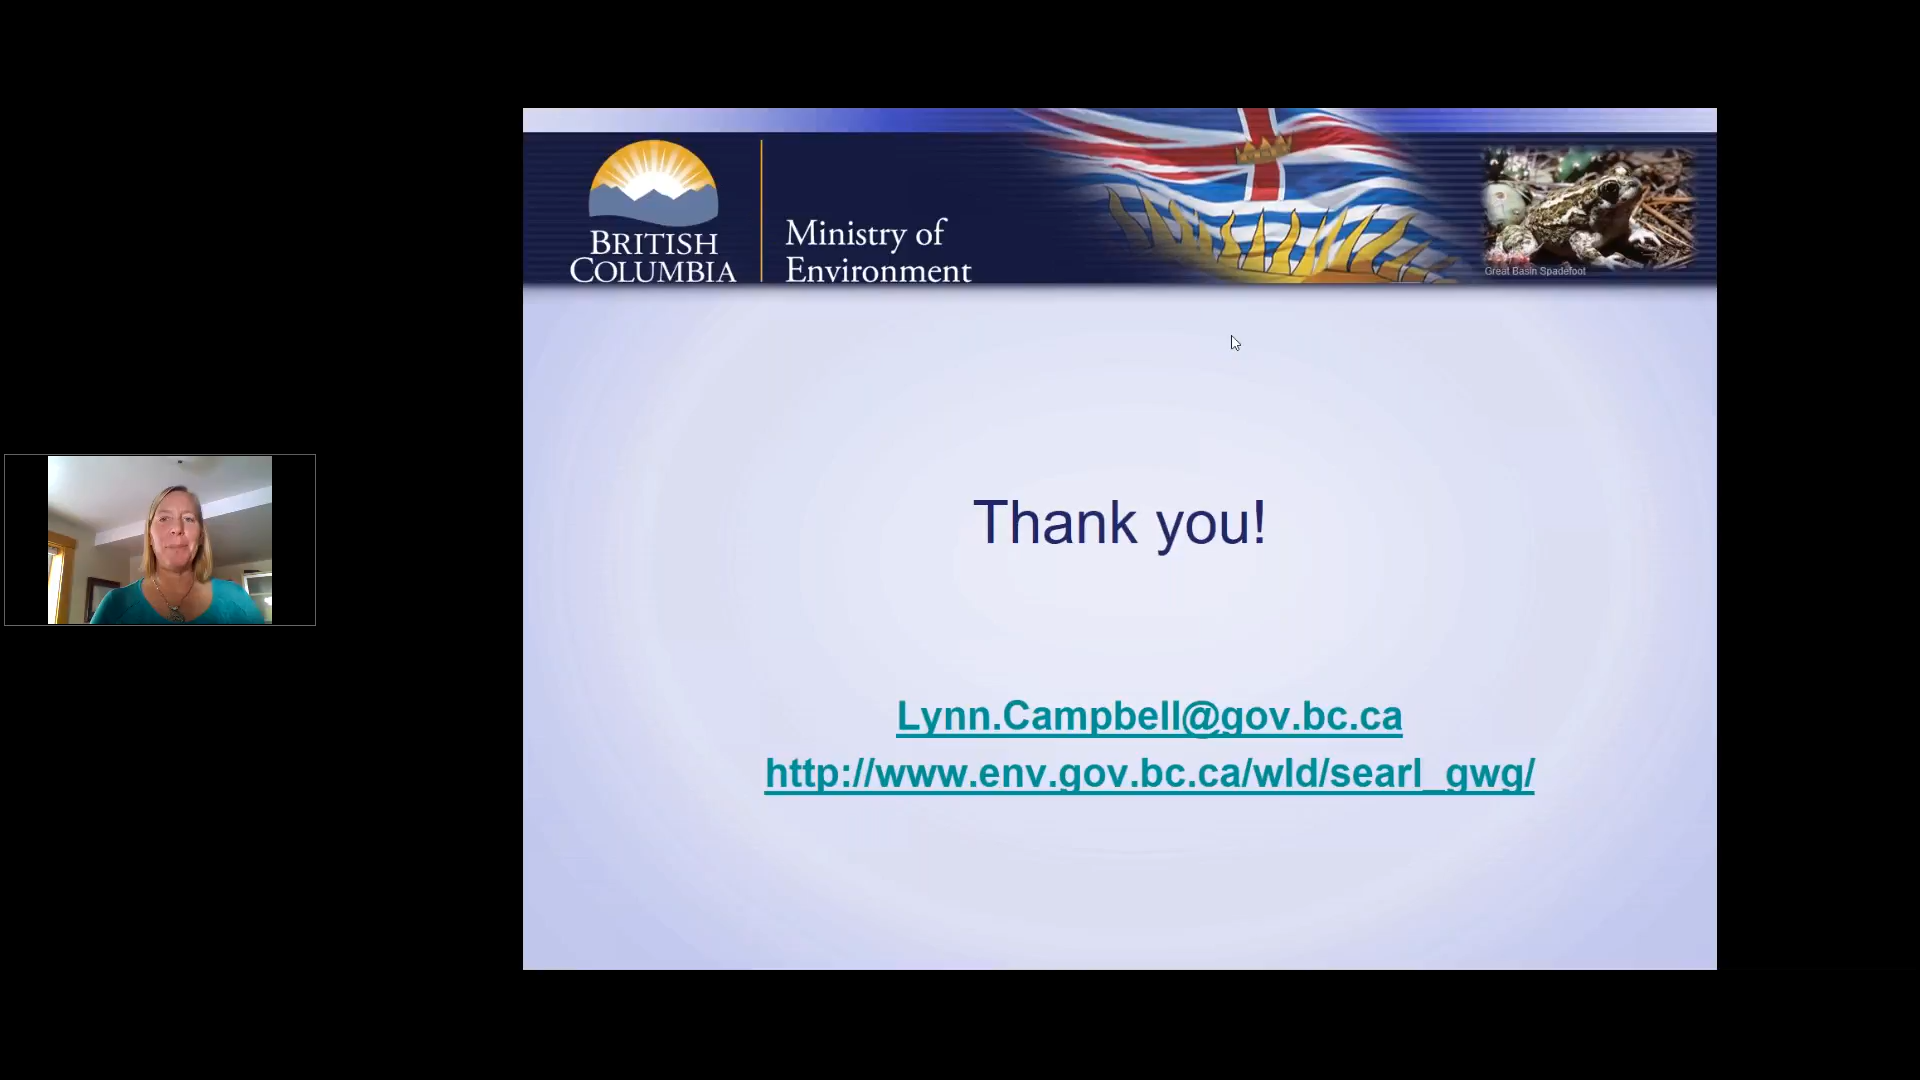 BRITISH
COLUMBIA
Ministry of
Environment
Great Basin Spadefoot
Thank you!
Lynn.Campbell@gov.bc.ca
http://www.env.gov.bc.ca/wld/searl_gwg/